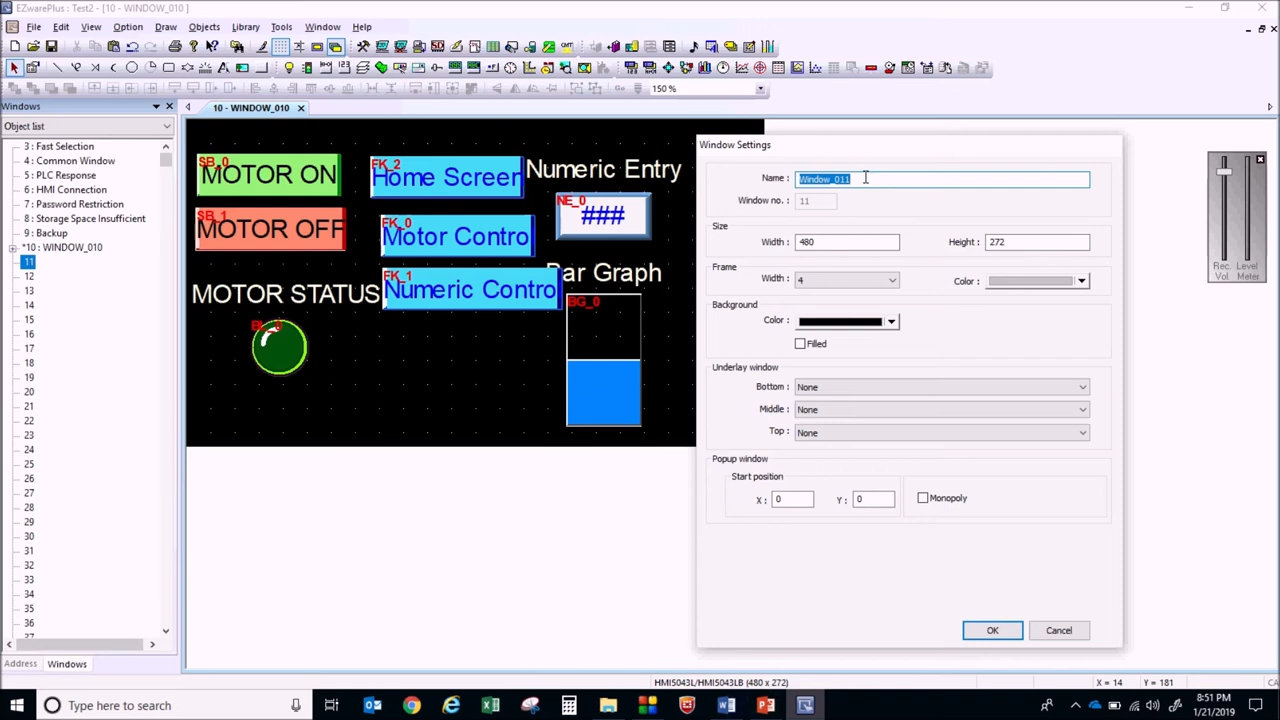 EZwarePlus : Test2 - [10 - WINDOW_010 ]
File Edit View Option Draw Objects Library Tools Window Help
150 %
Windows
10 - WINDOW_010
Object list
3 : Fast Selection
4 : Common Window
5 : PLC Response
6 : HMI Connection
7 : Password Restriction
8 : Storage Space Insufficient
9 : Backup
*10 : WINDOW_010
11
12
13
14
15
16
17
18
19
20
21
22
23
24
25
26
27
28
29
30
31
32
33
34
35
36
37
Address Windows
SB_0
MOTOR ON
SB_1
MOTOR OFF
MOTOR STATUS
BL_0
FK_2
Home Screen
FK_0
Motor Contro
FK_1
Numeric Contro
Numeric Entry
NE_0
###
Bar Graph
BG_0
Window Settings
Name : Window_011
Window no. : 11
Size
Width : 480 Height : 272
Frame
Width : 4 Color :
Background
Color :
Filled
Underlay window
Bottom : None
Middle : None
Top : None
Popup window
Start position
X : 0 Y : 0 Monopoly
OK Cancel
Rec. Vol. Level Meter
HMI5043L/HMI5043LB (480 x 272) X = 14 Y = 181
Type here to search
8:51 PM
1/21/2019